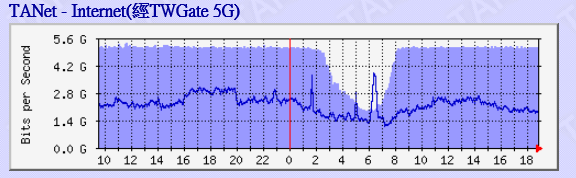 TANet - Internet(經TWGate 5G)
Bits per Second
5.6 G
4.2 G
2.8 G
1.4 G
0.0 G
10 12 14 16 18 20 22 0 2 4 6 8 10 12 14 16 18